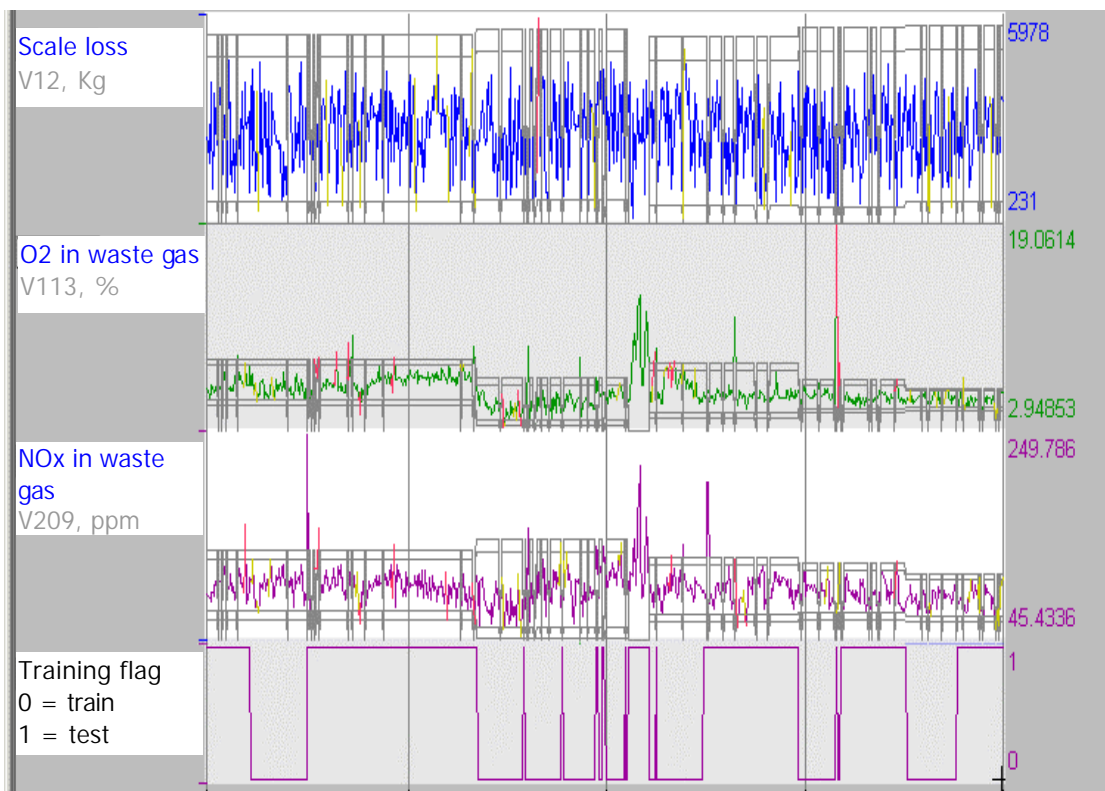 Scale loss
V12, Kg
5978
231
O2 in waste gas
V113, %
19.0614
2.94853
NOx in waste
gas
V209, ppm
249.786
45.4336
Training flag
0 = train
1 = test
1
0